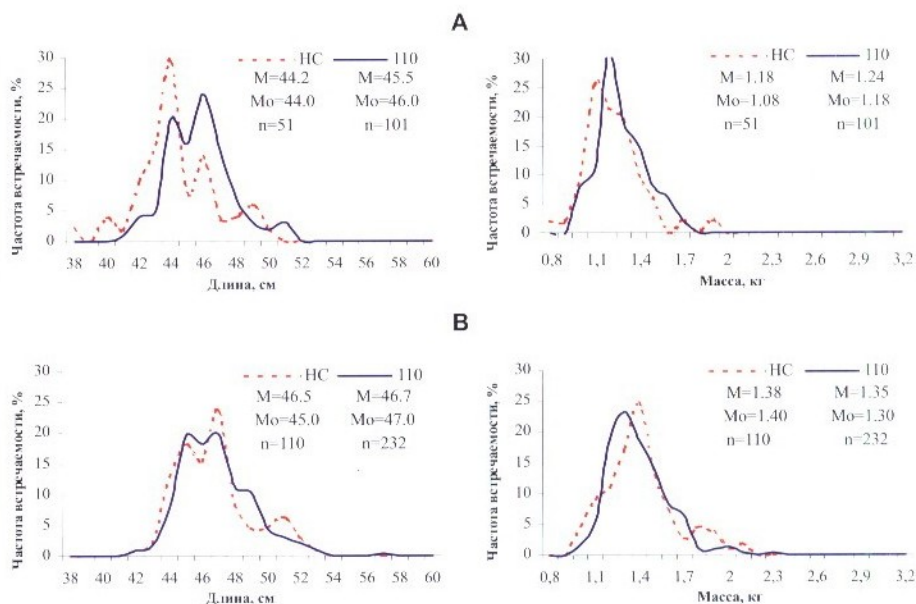 А
Частота встречаемости, %
30
25
20
15
10
5
0
НС 110
M=44.2 M=45.5
Mo=44.0 Mo=46.0
n=51 n=101
38 40 42 44 46 48 50 52 54 56 58 60
Длина, см
Частота встречаемости, %
30
25
20
15
10
5
0
НС 110
M=1.18 M=1.24
Mo=1.08 Mo=1.18
n=51 n=101
0,8 1,1 1,4 1,7 2 2,3 2,6 2,9 3,2
Масса, кг
В
Частота встречаемости, %
30
25
20
15
10
5
0
НС 110
M=46.5 M=46.7
Mo=45.0 Mo=47.0
n=110 n=232
38 40 42 44 46 48 50 52 54 56 58 60
Длина, см
Частота встречаемости, %
30
25
20
15
10
5
0
НС 110
M=1.38 M=1.35
Mo=1.40 Mo=1.30
n=110 n=232
0,8 1,1 1,4 1,7 2 2,3 2,6 2,9 3,2
Масса, кг